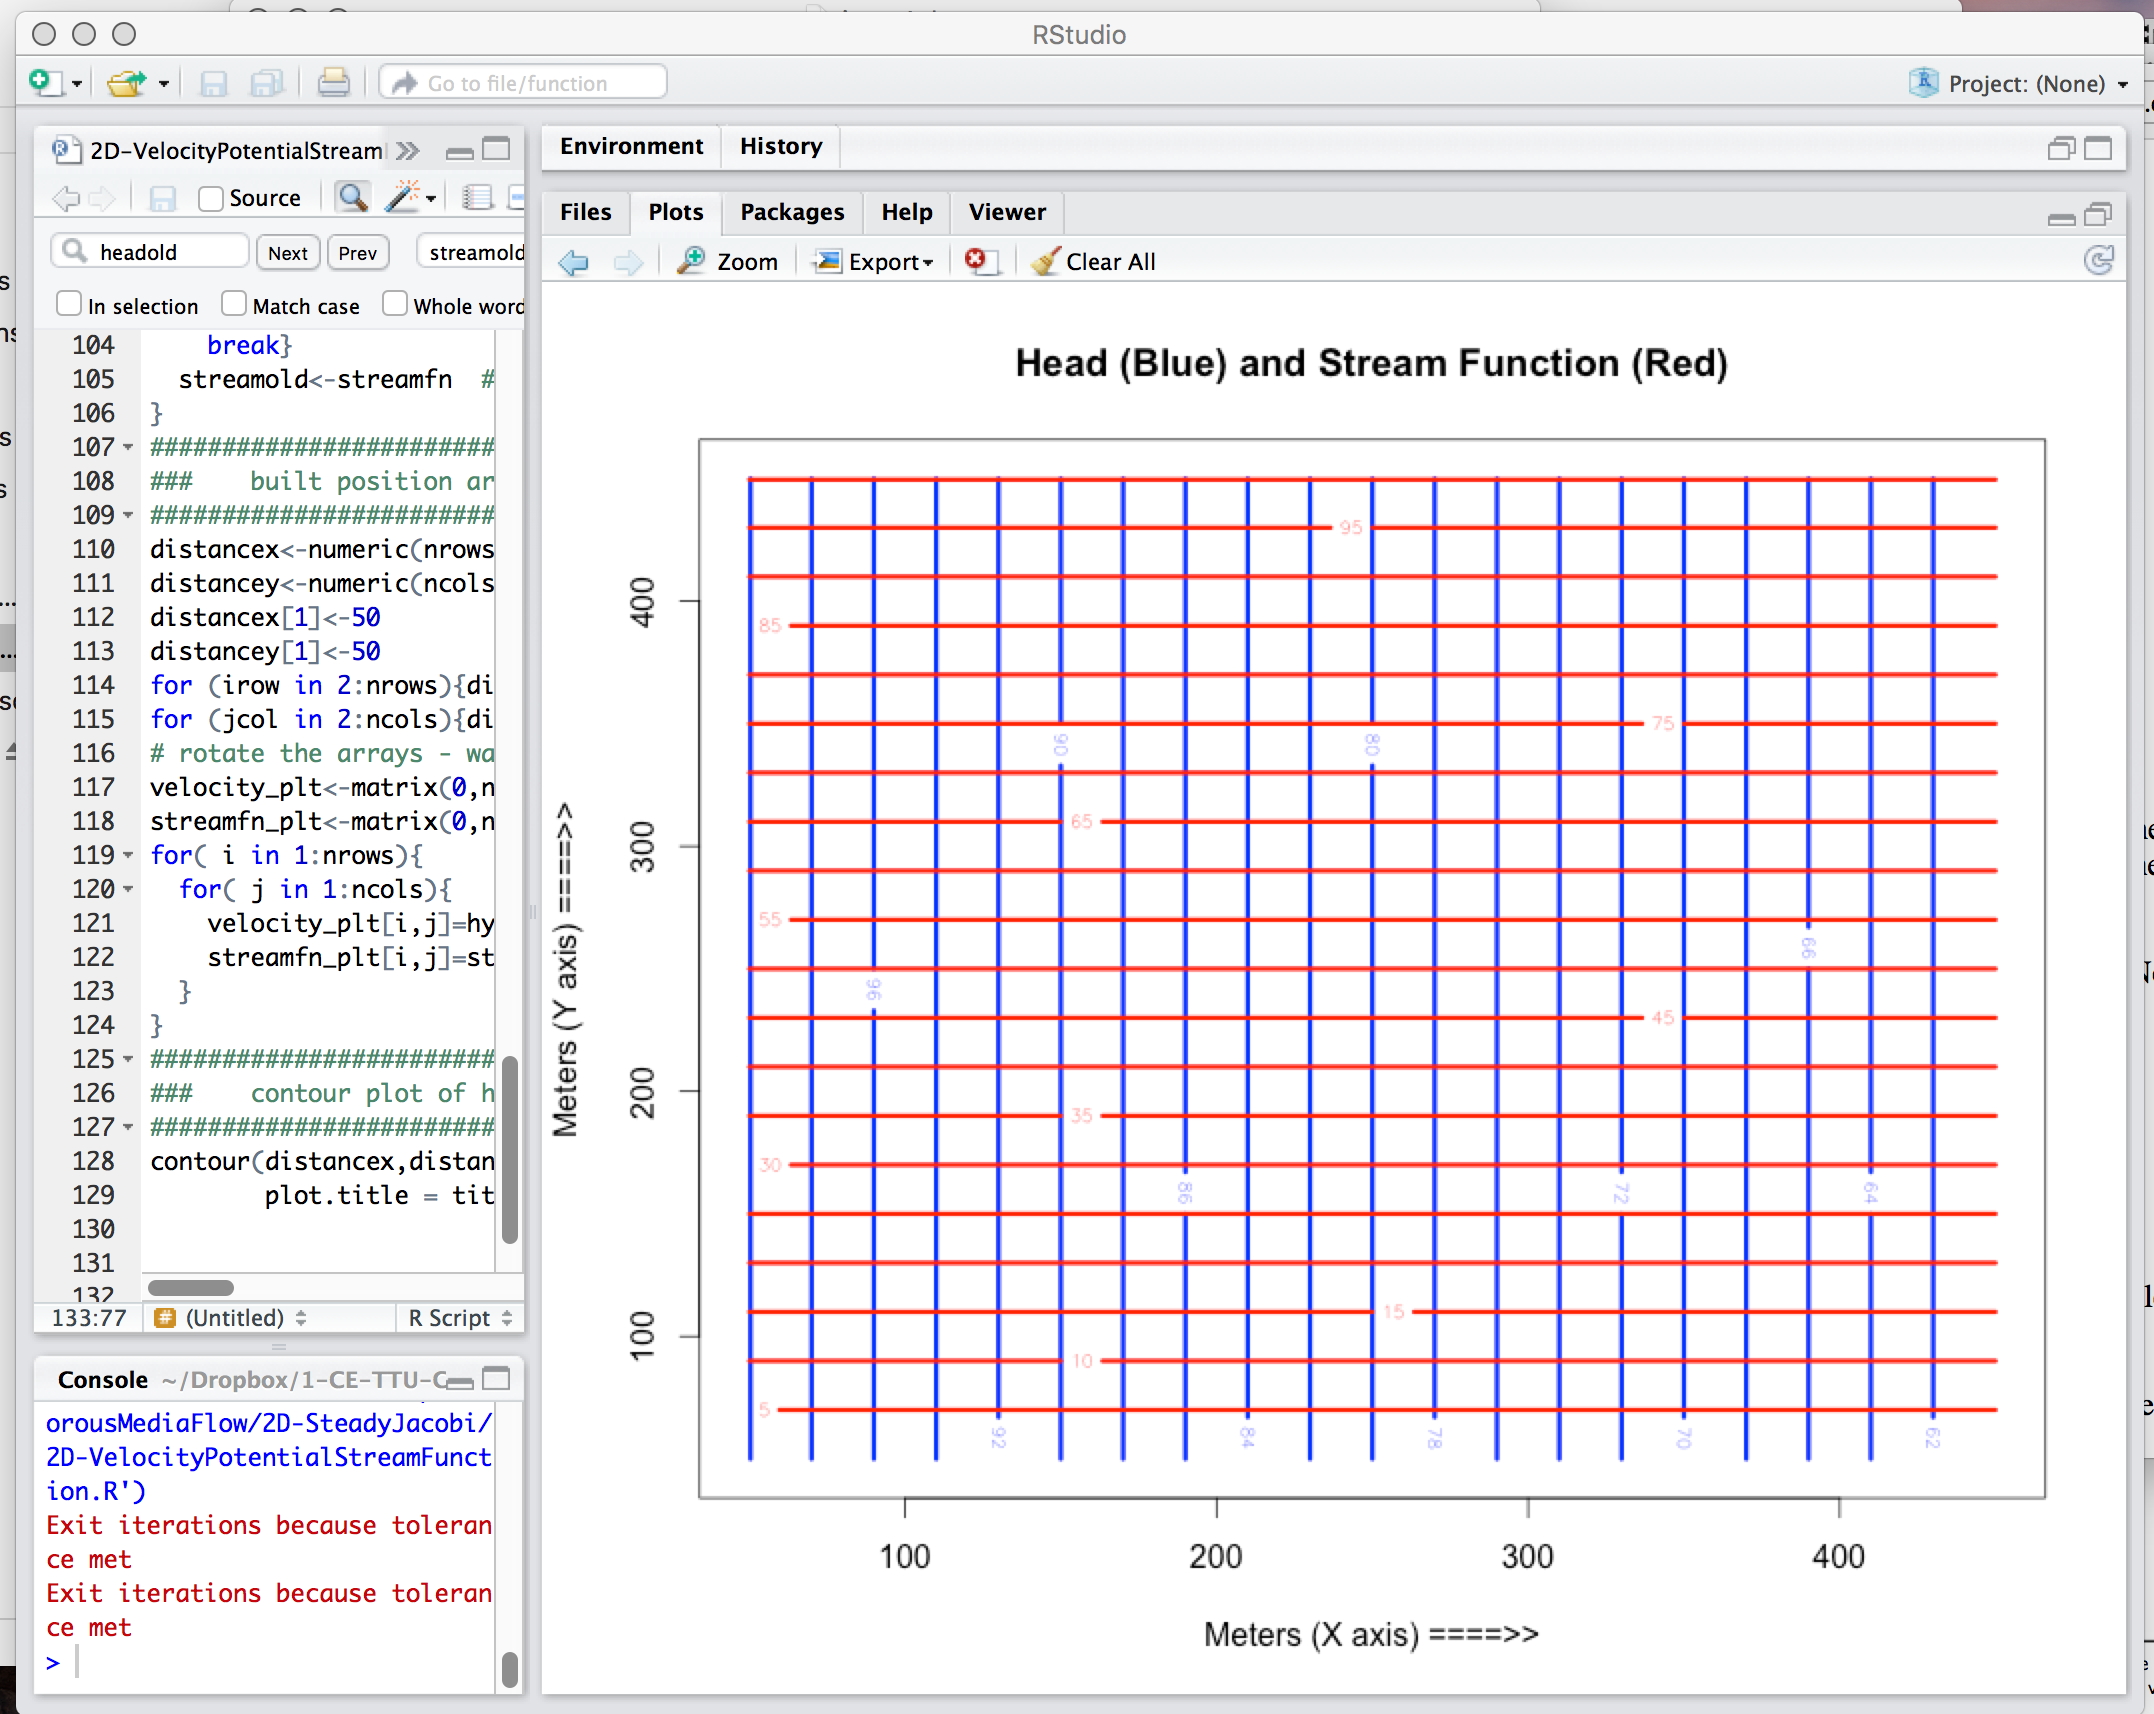 RStudio
Go to file/function
Project: (None)
2D-VelocityPotentialStream
Source
headold
Next
Prev
streamold
In selection
Match case
Whole word
104 break}
105 streamold<-streamfn #
106 }
107 ########################
108 ### built position ar
109 ########################
110 distancex<-numeric(nrows
111 distancey<-numeric(ncols
112 distancex[1]<-50
113 distancey[1]<-50
114 for (irow in 2:nrows){di
115 for (jcol in 2:ncols){di
116 # rotate the arrays - wa
117 velocity_plt<-matrix(0,n
118 streamfn_plt<-matrix(0,n
119 for( i in 1:nrows){
120 for( j in 1:ncols){
121 velocity_plt[i,j]=hy
122 streamfn_plt[i,j]=st
123 }
124 }
125 ########################
126 ### contour plot of h
127 ########################
128 contour(distancex,distan
129 plot.title = tit
130
131
132
133:77 (Untitled) R Script
Console ~/Dropbox/1-CE-TTU-C
orousMediaFlow/2D-SteadyJacobi/
2D-VelocityPotentialStreamFunct
ion.R')
Exit iterations because toleran
ce met
Exit iterations because toleran
ce met
>
Environment History
Files Plots Packages Help Viewer
Zoom Export Clear All
Head (Blue) and Stream Function (Red)
Meters (Y axis) ====>>
400
300
200
100
95
85
75
90
80
65
55
66
96
45
35
30
86
72
64
15
10
5
92
84
78
70
62
100 200 300 400
Meters (X axis) ====>>